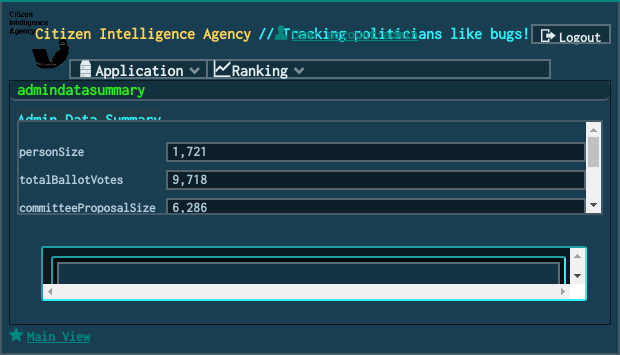 Citizen
Intelligence
Agency
Citizen Intelligence Agency // Tracking politicians like bugs!
Logout
Application Ranking
admindatasummary
Admin Data Summary
personSize 1,721
totalBallotVotes 9,718
committeeProposalSize 6,286
Main View